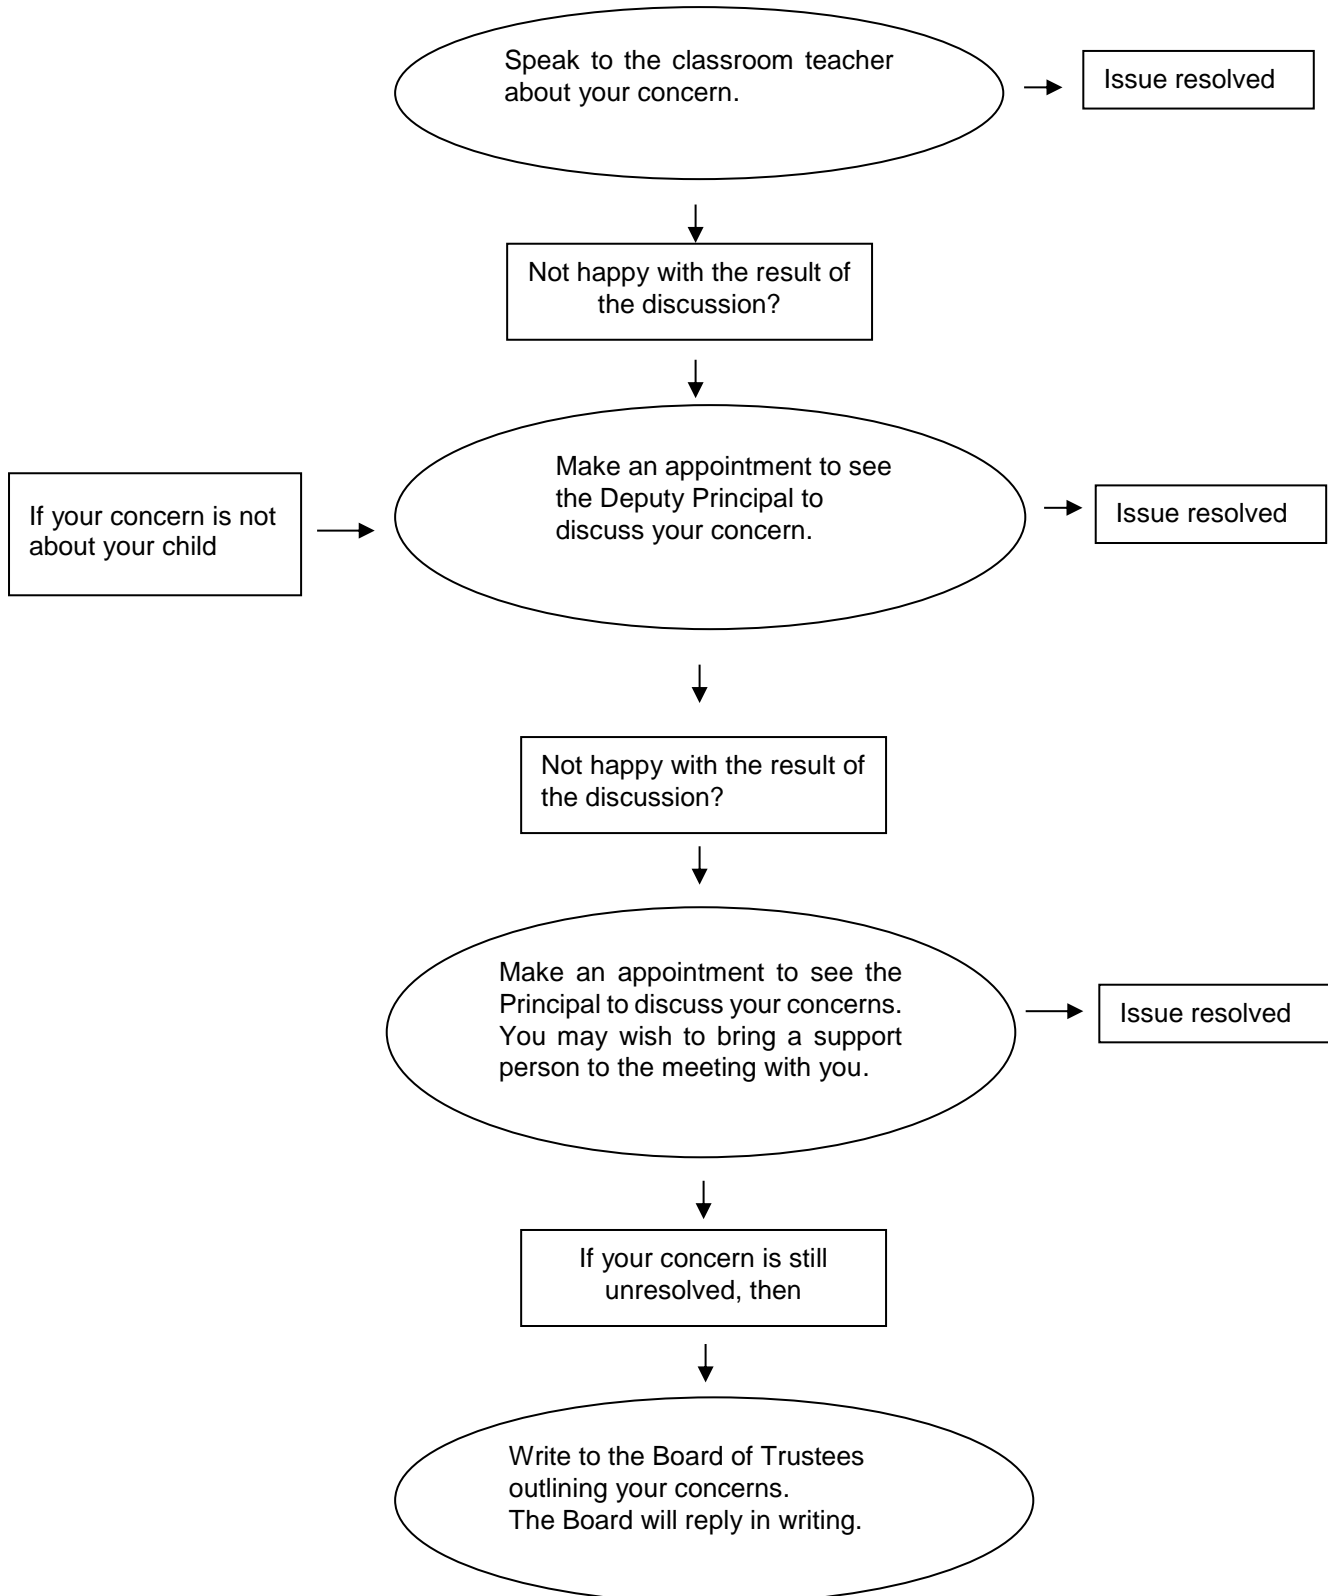 Speak to the classroom teacher
about your concern.
Issue resolved
Not happy with the result of
the discussion?
If your concern is not
about your child
Make an appointment to see
the Deputy Principal to
discuss your concern.
Issue resolved
Not happy with the result of
the discussion?
Make an appointment to see the
Principal to discuss your concerns.
You may wish to bring a support
person to the meeting with you.
Issue resolved
If your concern is still
unresolved, then
Write to the Board of Trustees
outlining your concerns.
The Board will reply in writing.